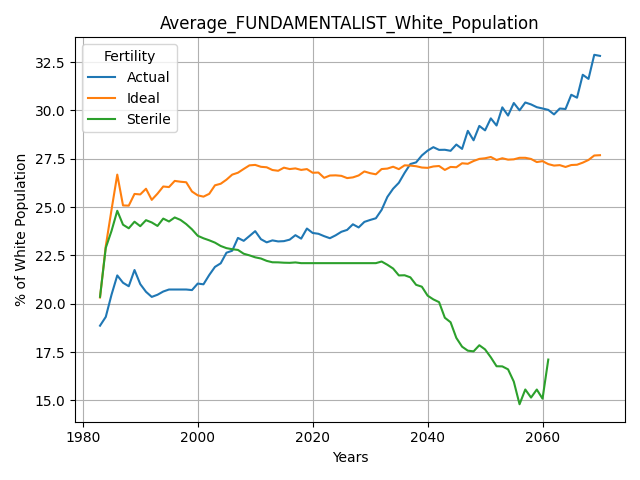 Average_FUNDAMENTALIST_White_Population
Fertility
Actual
Ideal
Sterile
% of White Population
32.5
30.0
27.5
25.0
22.5
20.0
17.5
15.0
1980
2000
2020
2040
2060
Years